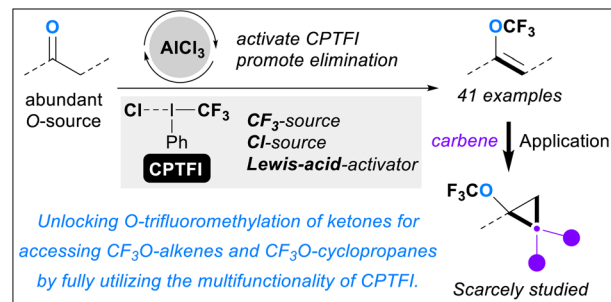 O
abundant
O-source
AlCl3
activate CPTFI
promote elimination
Cl---I—CF3
Ph
CPTFI
CF3-source
Cl-source
Lewis-acid-activator
OCF3
41 examples
carbene
Application
F3CO
Scarcely studied
Unlocking O-trifluoromethylation of ketones for
accessing CF3O-alkenes and CF3O-cyclopropanes
by fully utilizing the multifunctionality of CPTFI.